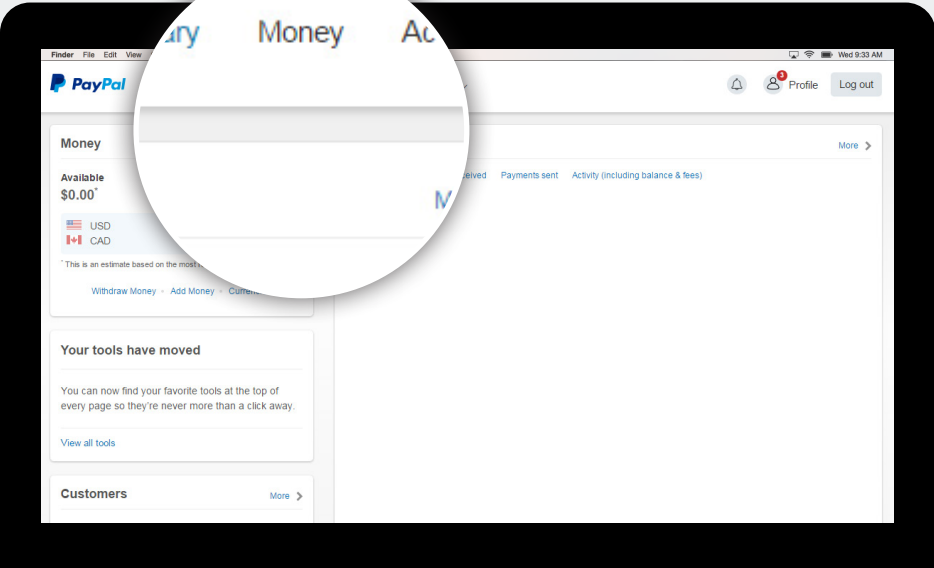 Money
Finder File Edit View
Wed 9:33 AM
PayPal
3
Profile
Log out
Money
More
Available
$0.00*
Payments sent
Activity (including balance & fees)
USD
CAD
* This is an estimate based on the most
Withdraw Money
Add Money
Your tools have moved
You can now find your favorite tools at the top of
every page so they're never more than a click away.
View all tools
Customers
More